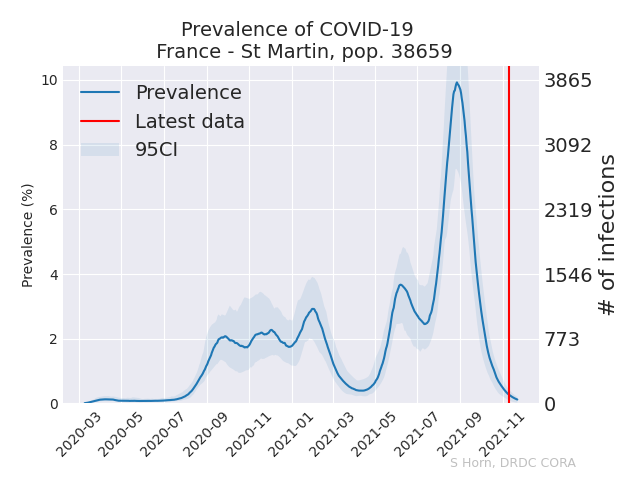 Prevalence of COVID-19
France - St Martin, pop. 38659
Prevalence
Latest data
95CI
Prevalence (%)
10
8
6
4
2
0
3865
3092
2319
1546
773
0
# of infections
2020-03
2020-05
2020-07
2020-09
2020-11
2021-01
2021-03
2021-05
2021-07
2021-09
2021-11
S Horn, DRDC CORA